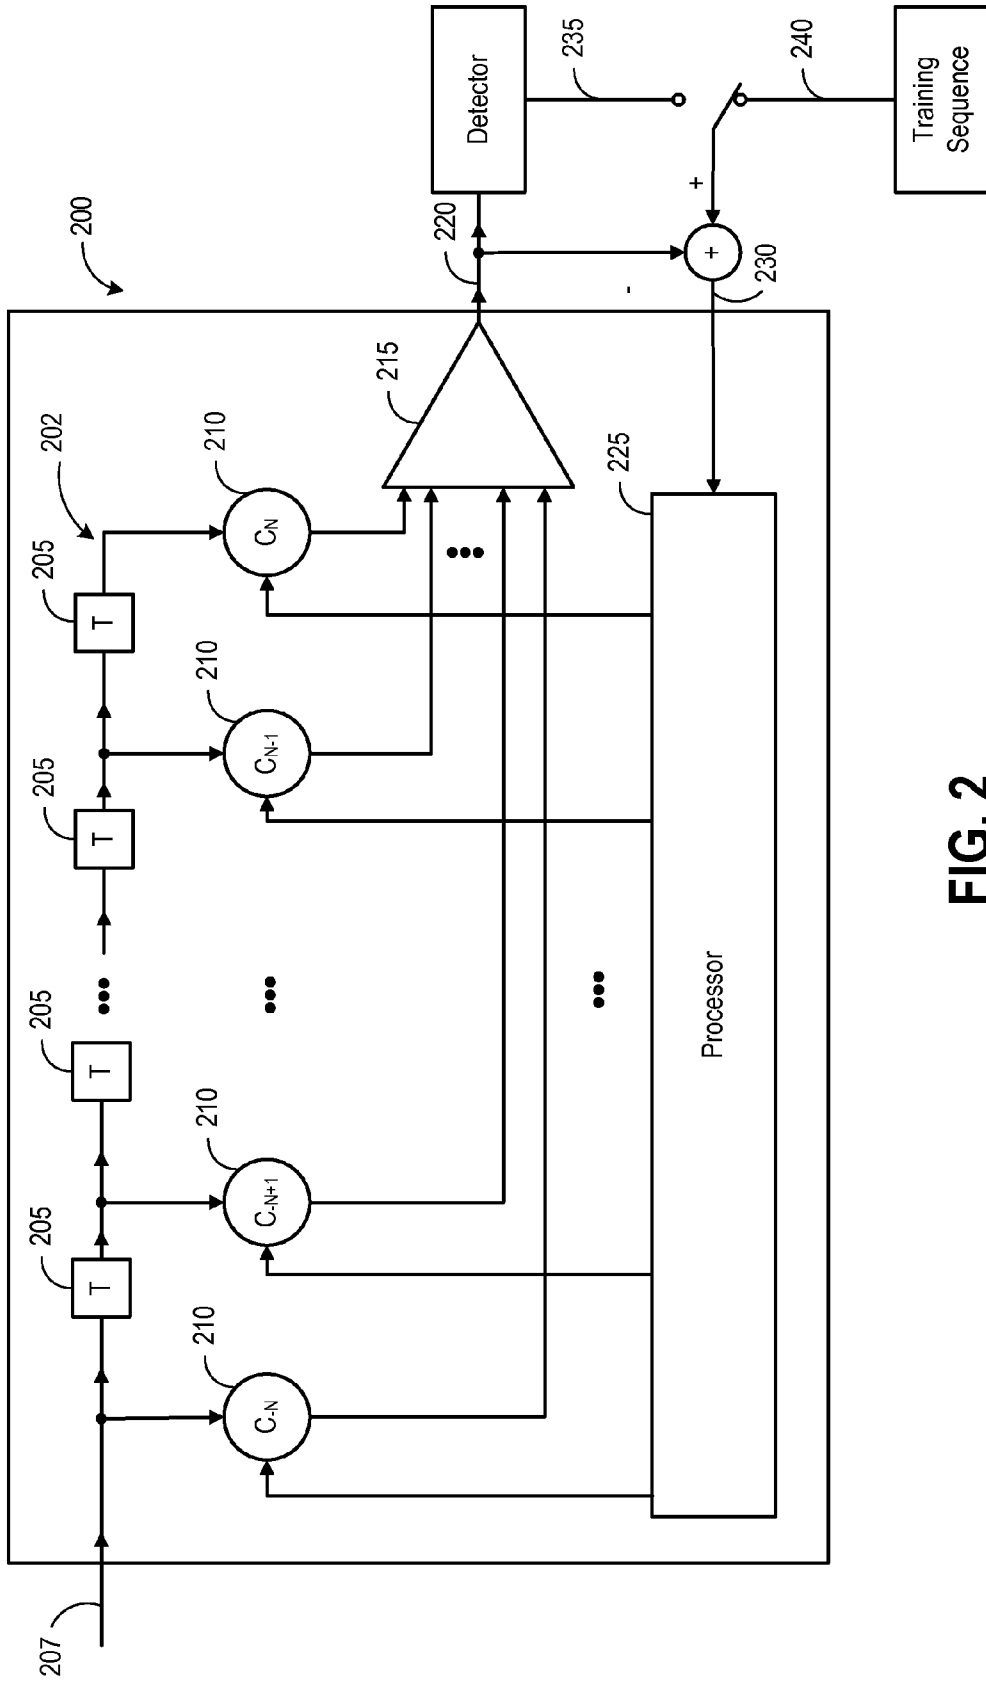 200
202
205
205
205
205
T
T
T
T
207
210
210
210
210
C-N
C-N+1
CN-1
CN
215
220
Detector
235
-
+
+
230
240
Training
Sequence
225
Processor
FIG. 2